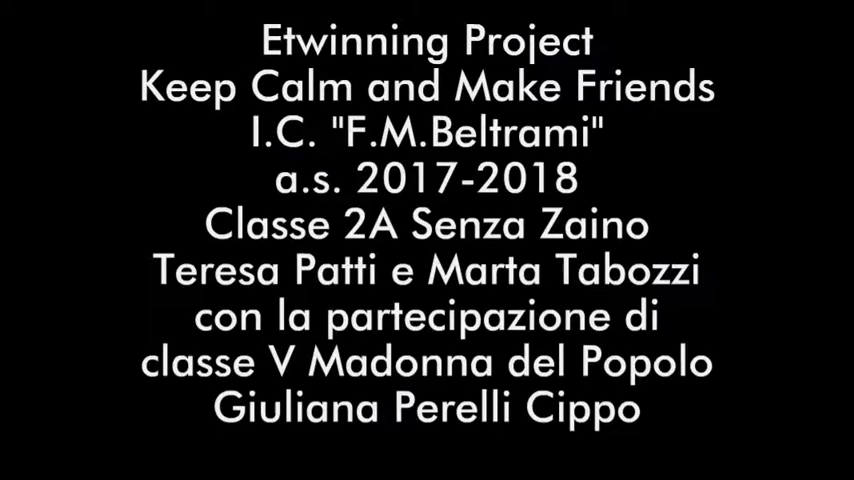 Etwinning Project
Keep Calm and Make Friends
I.C. "F.M.Beltrami"
a.s. 2017-2018
Classe 2A Senza Zaino
Teresa Patti e Marta Tabozzi
con la partecipazione di
classe V Madonna del Popolo
Giuliana Perelli Cippo